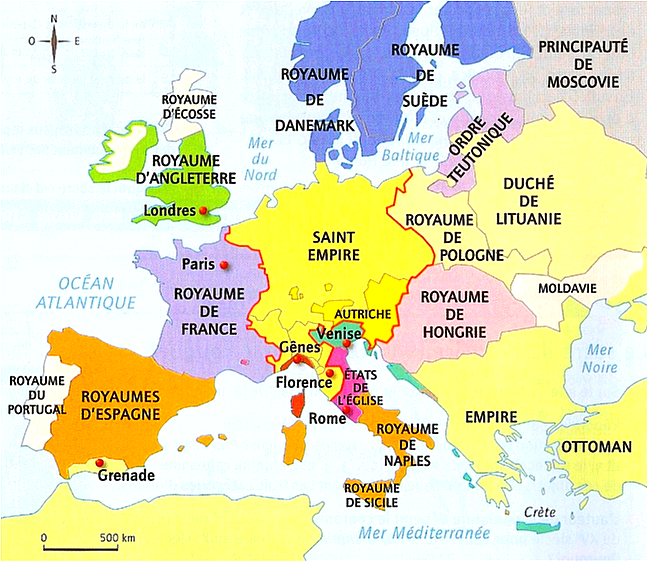 N
O
E
S
ROYAUME
D'ÉCOSSE
ROYAUME
D'ANGLETERRE
Londres
Mer
du
Nord
ROYAUME
DE
DANEMARK
ROYAUME
DE
SUÈDE
Mer
Baltique
ORDRE
TEUTONIQUE
PRINCIPAUTÉ
DE
MOSCOVIE
DUCHÉ
DE
LITUANIE
ROYAUME
DE
POLOGNE
SAINT
EMPIRE
AUTRICHE
Paris
ROYAUME
DE FRANCE
OCÉAN
ATLANTIQUE
ROYAUME
DE
HONGRIE
MOLDAVIE
Mer
Noire
Venise
Gênes
Florence
ÉTATS
DE
L'ÉGLISE
Rome
ROYAUME
DU
PORTUGAL
ROYAUMES
D'ESPAGNE
Grenade
ROYAUME
DE
NAPLES
ROYAUME
DE SICILE
EMPIRE
OTTOMAN
Crète
Mer Méditerranée
0
500 km